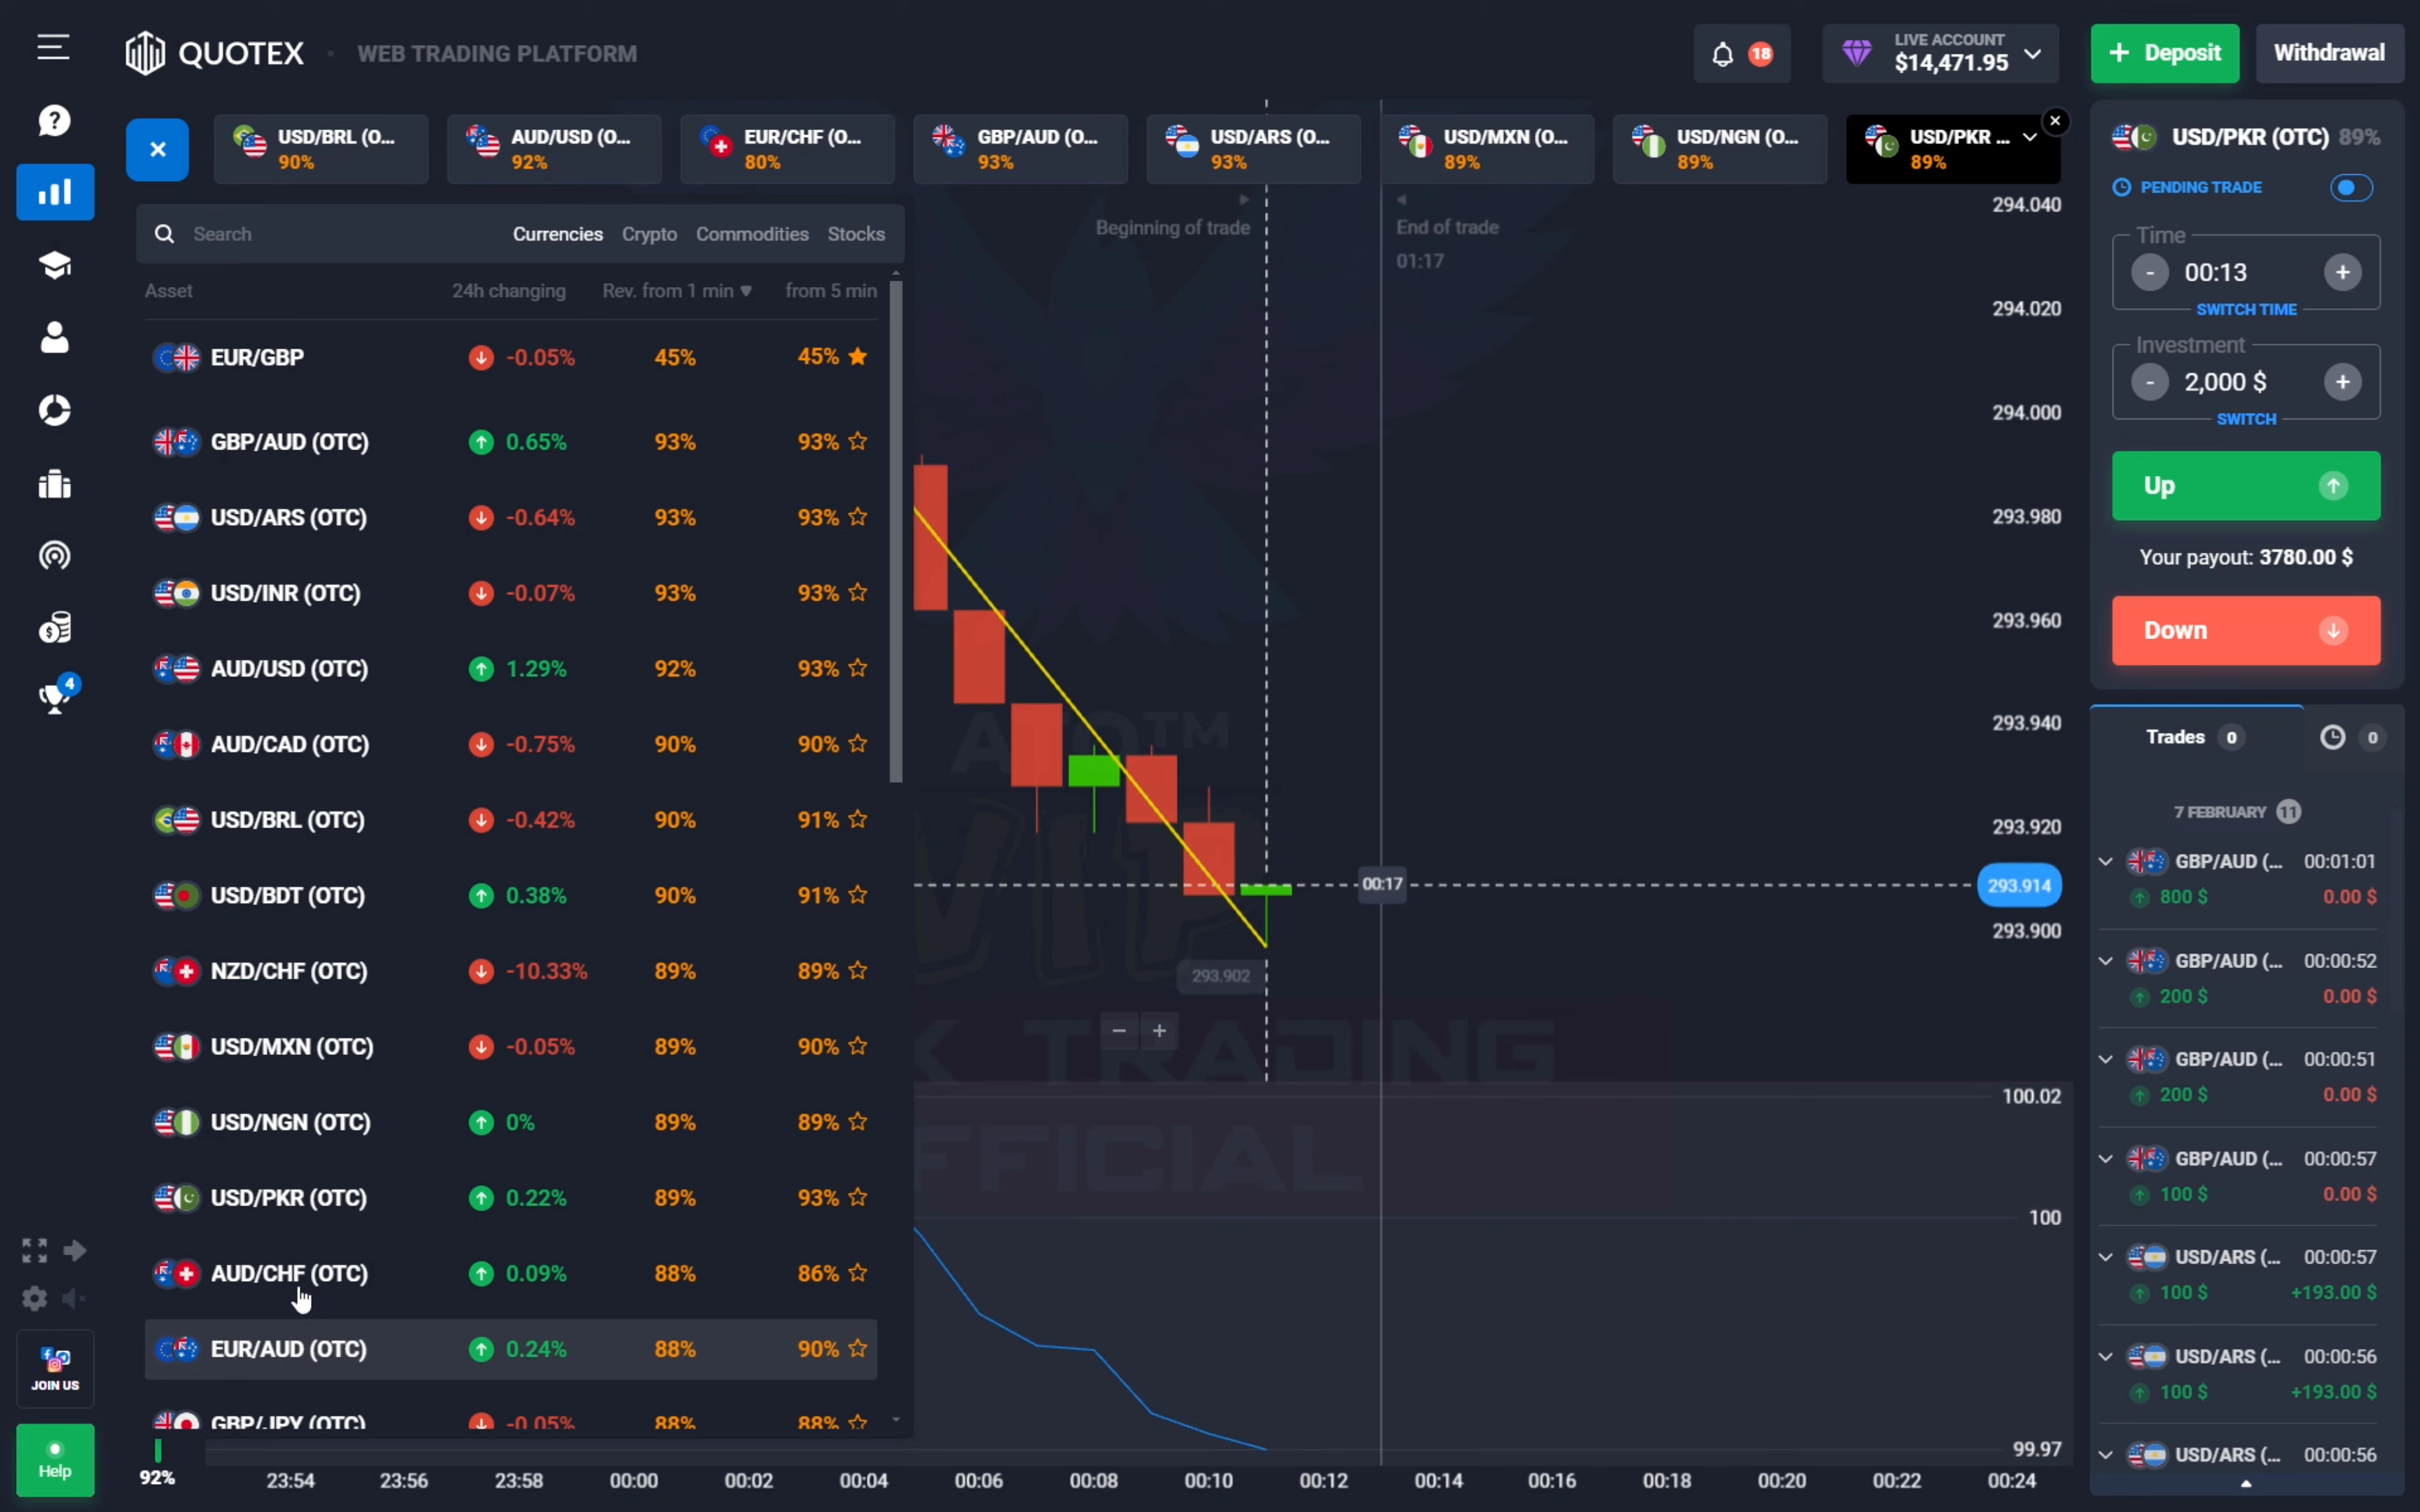 QUOTEX
WEB TRADING PLATFORM
18
LIVE ACCOUNT
$14,471.95
+ Deposit
Withdrawal
USD/BRL (O...
90%
AUD/USD (O...
92%
EUR/CHF (O...
80%
GBP/AUD (O...
93%
USD/ARS (O...
93%
USD/MXN (O...
89%
USD/NGN (O...
89%
USD/PKR ...
89%
Search
Currencies Crypto Commodities Stocks
Asset 24h changing Rev. from 1 min from 5 min
EUR/GBP -0.05% 45% 45%
GBP/AUD (OTC) 0.65% 93% 93%
USD/ARS (OTC) -0.64% 93% 93%
USD/INR (OTC) -0.07% 93% 93%
AUD/USD (OTC) 1.29% 92% 93%
AUD/CAD (OTC) -0.75% 90% 90%
USD/BRL (OTC) -0.42% 90% 91%
USD/BDT (OTC) 0.38% 90% 91%
NZD/CHF (OTC) -10.33% 89% 89%
USD/MXN (OTC) -0.05% 89% 90%
USD/NGN (OTC) 0% 89% 89%
USD/PKR (OTC) 0.22% 89% 93%
AUD/CHF (OTC) 0.09% 88% 86%
EUR/AUD (OTC) 0.24% 88% 90%
GBP/JPY (OTC) -0.05% 88% 88%
4
JOIN US
Help
92%
Beginning of trade
End of trade
01:17
294.040
294.020
294.000
293.980
293.960
293.940
293.920
293.914
293.900
00:17
293.902
− +
TRADING
100.02
100
99.97
23:54 23:56 23:58 00:00 00:02 00:04 00:06 00:08 00:10 00:12 00:14 00:16 00:18 00:20 00:22 00:24
USD/PKR (OTC) 89%
PENDING TRADE
Time
- 00:13 +
SWITCH TIME
Investment
- 2,000 $ +
SWITCH
Up
Your payout: 3780.00 $
Down
Trades 0
0
7 FEBRUARY 11
GBP/AUD (... 00:01:01
800 $ 0.00 $
GBP/AUD (... 00:00:52
200 $ 0.00 $
GBP/AUD (... 00:00:51
200 $ 0.00 $
GBP/AUD (... 00:00:57
100 $ 0.00 $
USD/ARS (... 00:00:57
100 $ +193.00 $
USD/ARS (... 00:00:56
100 $ +193.00 $
USD/ARS (... 00:00:56